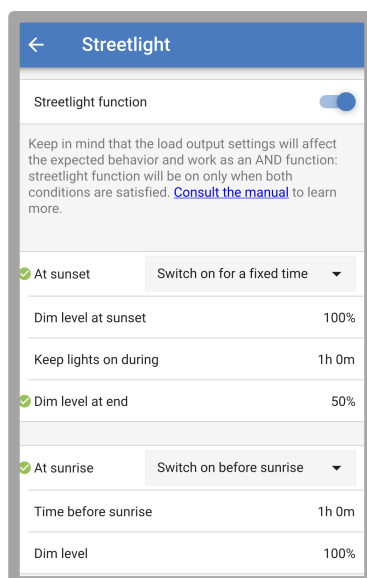 Streetlight
Streetlight function
Keep in mind that the load output settings will affect
the expected behavior and work as an AND function:
streetlight function will be on only when both
conditions are satisfied. Consult the manual to learn
more.
At sunset Switch on for a fixed time
Dim level at sunset 100%
Keep lights on during 1h 0m
Dim level at end 50%
At sunrise Switch on before sunrise
Time before sunrise 1h 0m
Dim level 100%